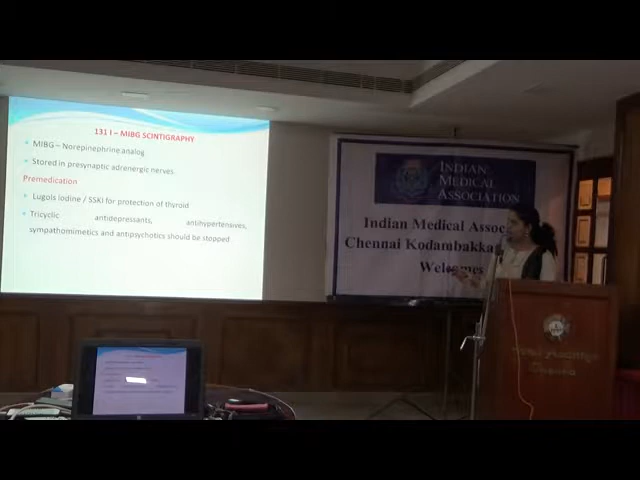 131 I – MIBG SCINTIGRAPHY
MIBG – Norepinephrine analog
Stored in presynaptic adrenergic nerves
Premedication
Lugols iodine / SSKI for protection of thyroid
Tricyclic antidepressants, antihypertensives,
sympathomimetics and antipsychotics should be stopped
INDIAN
MEDICAL
ASSOCIATION
Indian Medical Assoc
Chennai Kodambakka
Welcomes